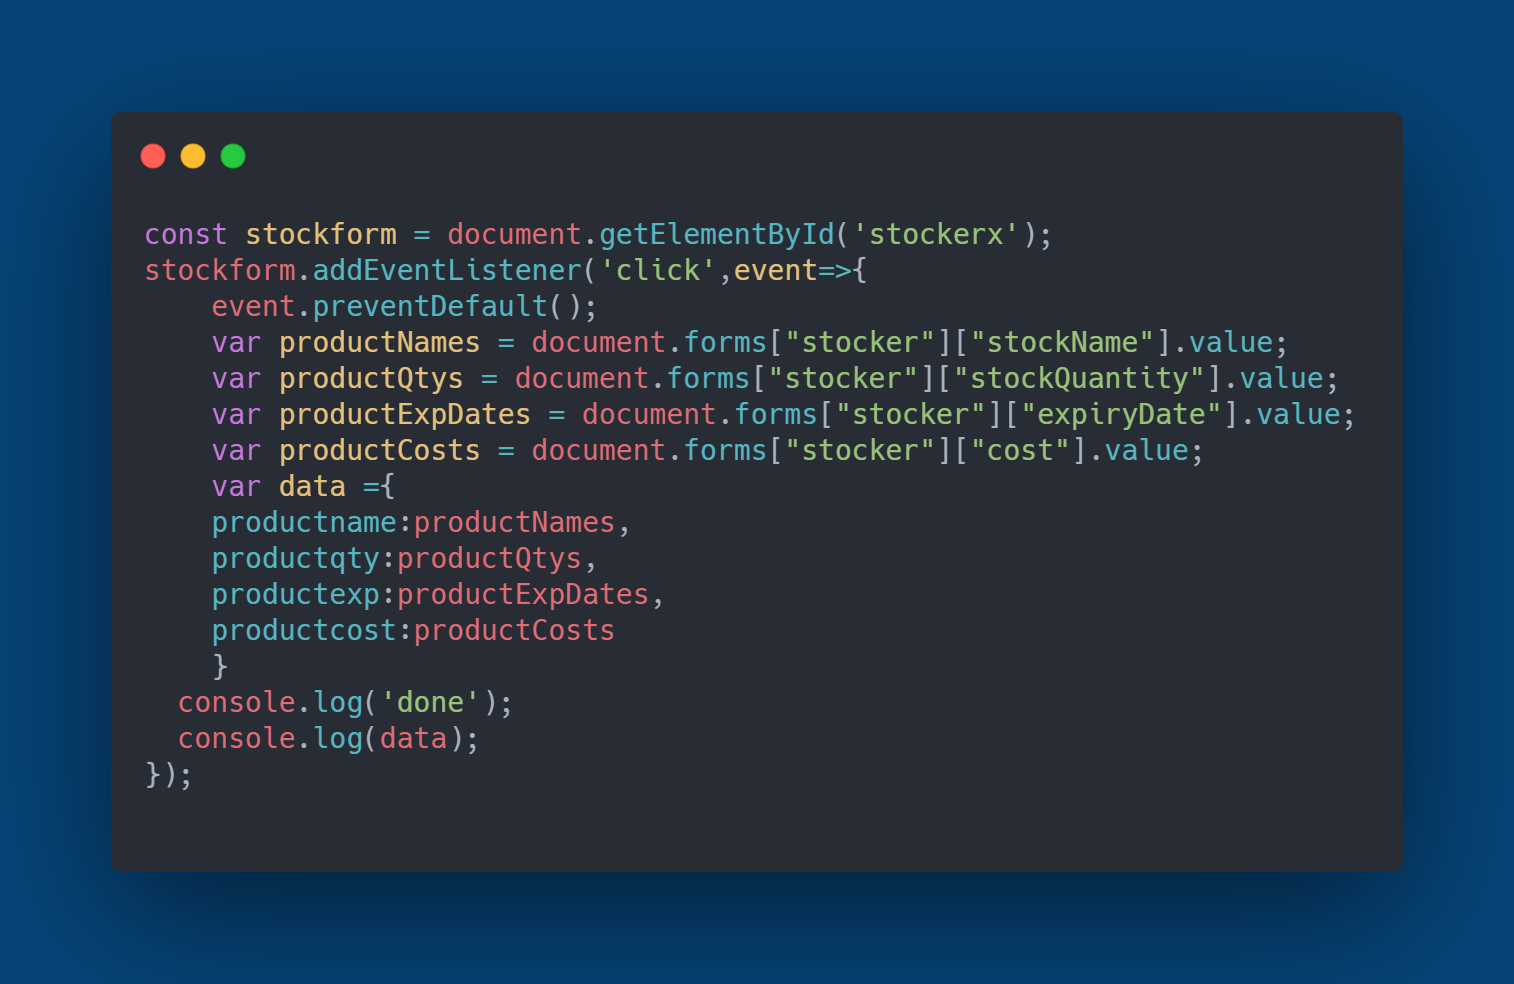 const stockform = document.getElementById('stockerx');
stockform.addEventListener('click',event=>{
    event.preventDefault();
    var productNames = document.forms["stocker"]["stockName"].value;
    var productQtys = document.forms["stocker"]["stockQuantity"].value;
    var productExpDates = document.forms["stocker"]["expiryDate"].value;
    var productCosts = document.forms["stocker"]["cost"].value;
    var data ={
    productname:productNames,
    productqty:productQtys,
    productexp:productExpDates,
    productcost:productCosts
    }
  console.log('done');
  console.log(data);
});